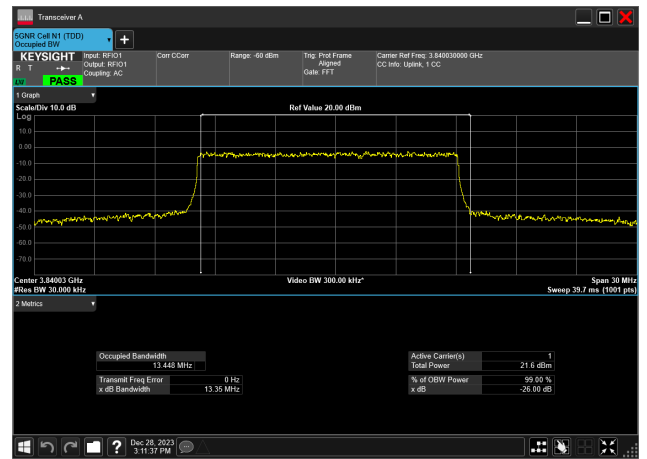 Transceiver A
5GNR Cell N1 (TDD)
Occupied BW
KEYSIGHT
R T
LW PASS
Input: RFIO1
Output: RFIO1
Coupling: AC
Corr CCorr
Range: -60 dBm
Trig: Prot Frame
Aligned
Gate: FFT
Carrier Ref Freq: 3.840030000 GHz
CC Info: Uplink, 1 CC
1 Graph
Scale/Div 10.0 dB
Ref Value 20.00 dBm
Log
10.0
0.00
-10.0
-20.0
-30.0
-40.0
-50.0
-60.0
-70.0
Center 3.84003 GHz
Video BW 300.00 kHz*
Span 30 MHz
#Res BW 30.000 kHz
Sweep 39.7 ms (1001 pts)
2 Metrics
Occupied Bandwidth
13.448 MHz
Active Carrier(s) 1
Total Power 21.6 dBm
Transmit Freq Error 0 Hz
x dB Bandwidth 13.35 MHz
% of OBW Power 99.00 %
x dB -26.00 dB
?
Dec 28, 2023
3:11:37 PM